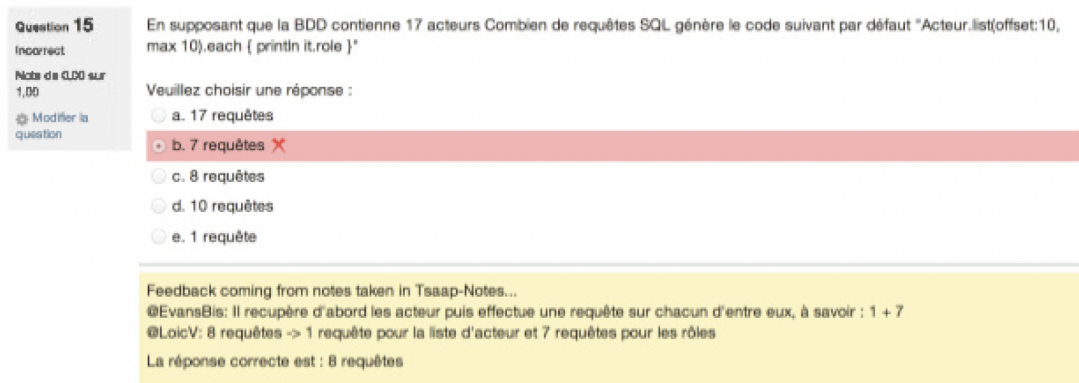 Question 15
Incorrect
Note de 0,00 sur
1,00
Modifier la
question
En supposant que la BDD contienne 17 acteurs Combien de requêtes SQL génère le code suivant par défaut "Acteur.list(offset:10,
max 10).each { println it.role }"
Veuillez choisir une réponse :
a. 17 requêtes
b. 7 requêtes
c. 8 requêtes
d. 10 requêtes
e. 1 requête
Feedback coming from notes taken in Tsaap-Notes...
@EvansBis: Il recupère d'abord les acteur puis effectue une requête sur chacun d'entre eux, à savoir : 1 + 7
@LoicV: 8 requêtes -> 1 requête pour la liste d'acteur et 7 requêtes pour les rôles
La réponse correcte est : 8 requêtes